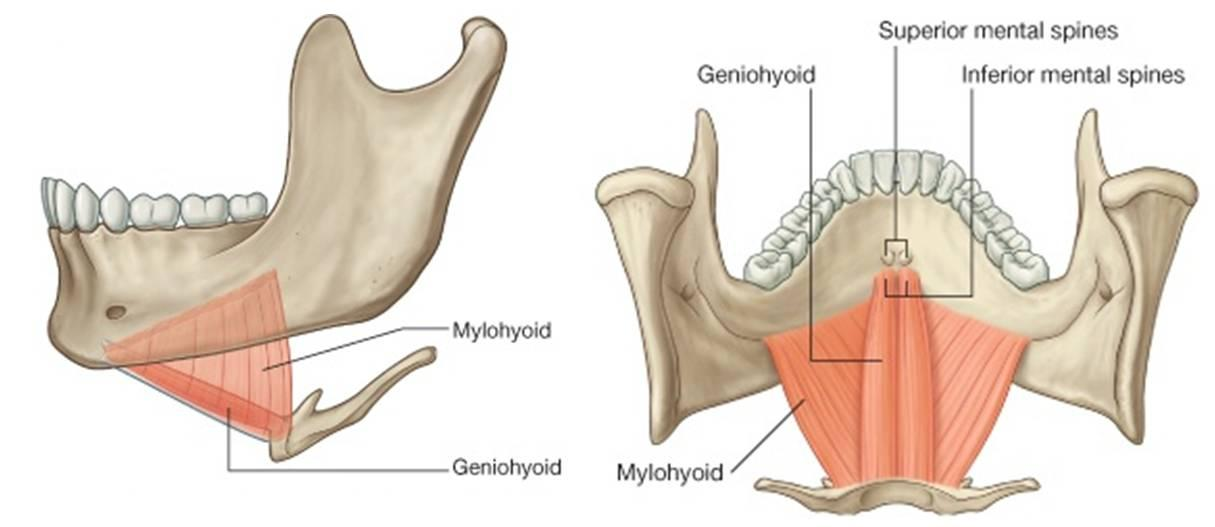 Mylohyoid
Geniohyoid
Superior mental spines
Geniohyoid
Inferior mental spines
Mylohyoid